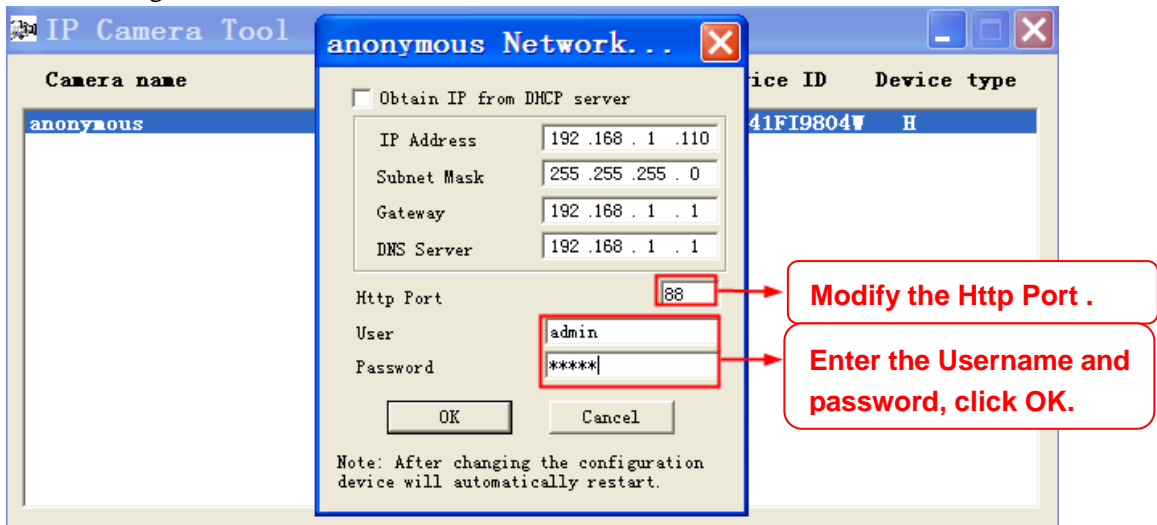 IP Camera Tool
anonymous Network...
Camera name
ice ID Device type
Obtain IP from DHCP server
anonymous
41FI9804W H
IP Address 192 .168 . 1 .110
Subnet Mask 255 .255 .255 . 0
Gateway 192 .168 . 1 . 1
DNS Server 192 .168 . 1 . 1
Http Port 88
Modify the Http Port .
User admin
Password *****
Enter the Username and
password, click OK.
OK Cancel
Note: After changing the configuration
device will automatically restart.